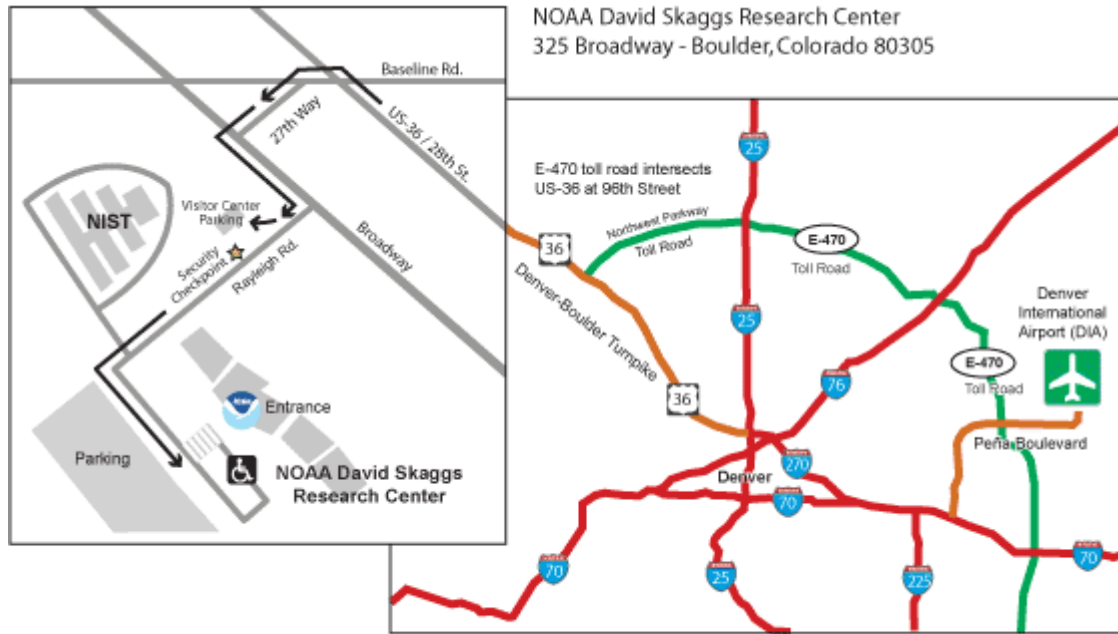 NOAA David Skaggs Research Center
325 Broadway - Boulder, Colorado 80305
Baseline Rd.
27th Way
US-36 / 28th St.
NIST
Visitor Center
Parking
Security
Checkpoint
Rayleigh Rd.
Broadway
Entrance
Parking
NOAA David Skaggs
Research Center
25
E-470 toll road intersects
US-36 at 96th Street
Northwest Parkway
Toll Road
36
E-470
Toll Road
Denver-Boulder Turnpike
25
Denver
International
Airport (DIA)
E-470
Toll Road
76
36
Peña Boulevard
270
Denver
70
70
25
225
70